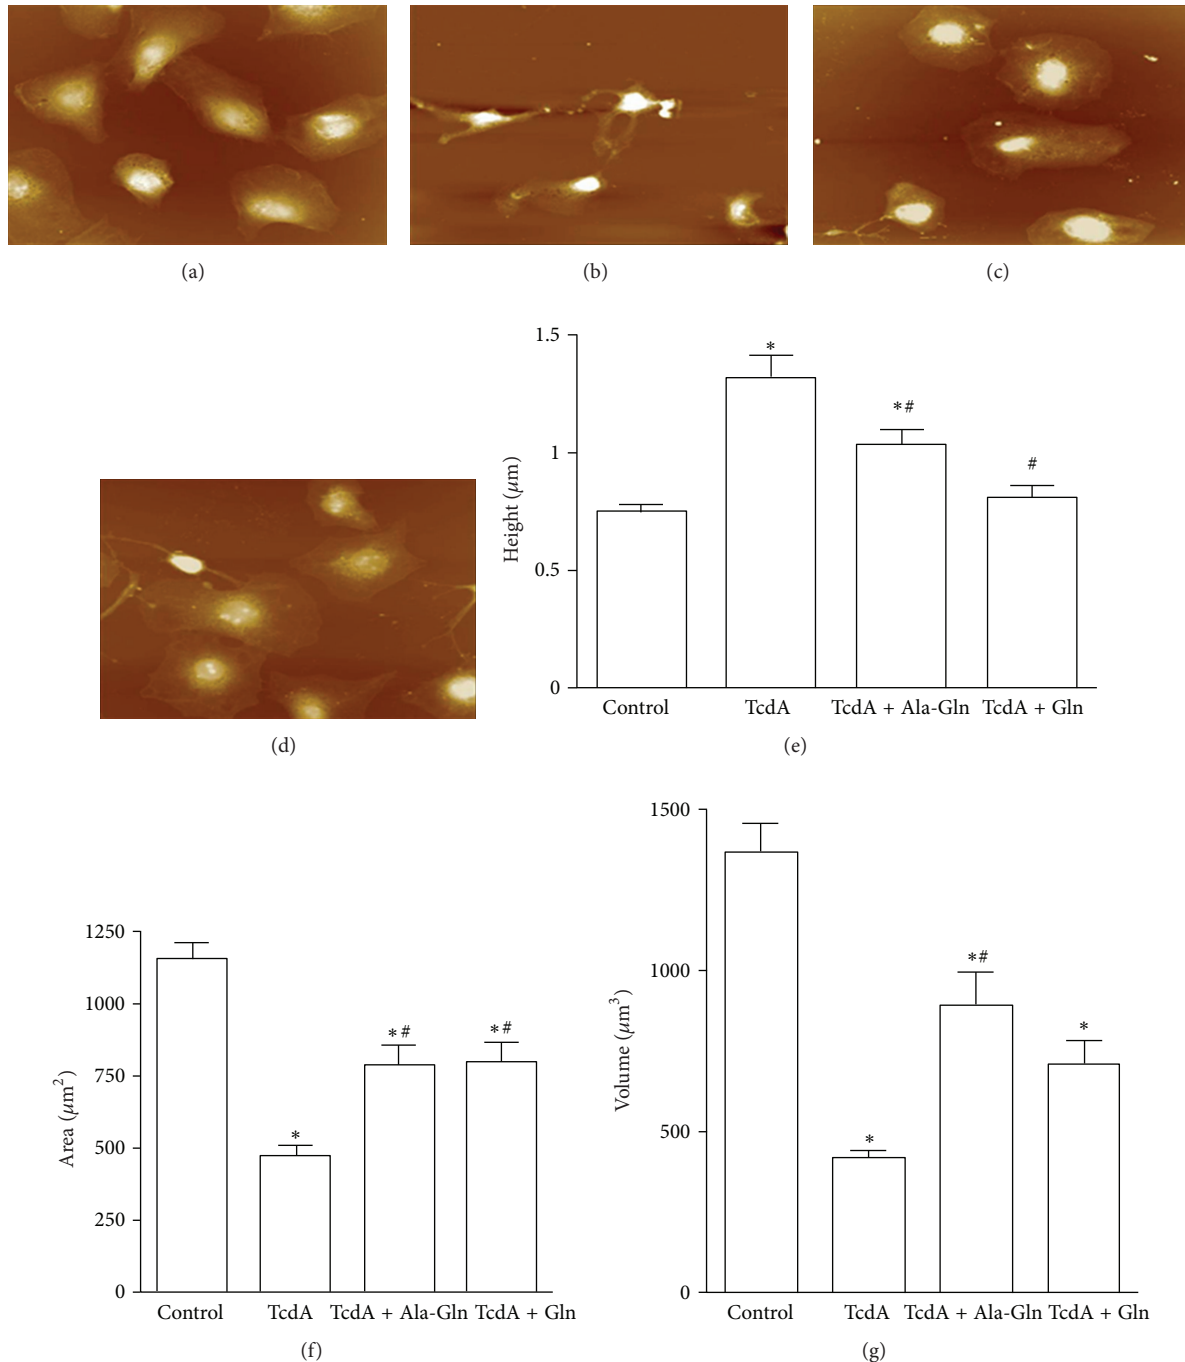 (a)
(b)
(c)
(d)
Height (μm)
1.5
1
0.5
0
*
*#
#
Control
TcdA
TcdA + Ala-Gln
TcdA + Gln
(e)
Area (μm²)
1250
1000
750
500
250
0
*
*#
*#
Control
TcdA
TcdA + Ala-Gln
TcdA + Gln
(f)
Volume (μm³)
1500
1000
500
0
*
*#
*
Control
TcdA
TcdA + Ala-Gln
TcdA + Gln
(g)